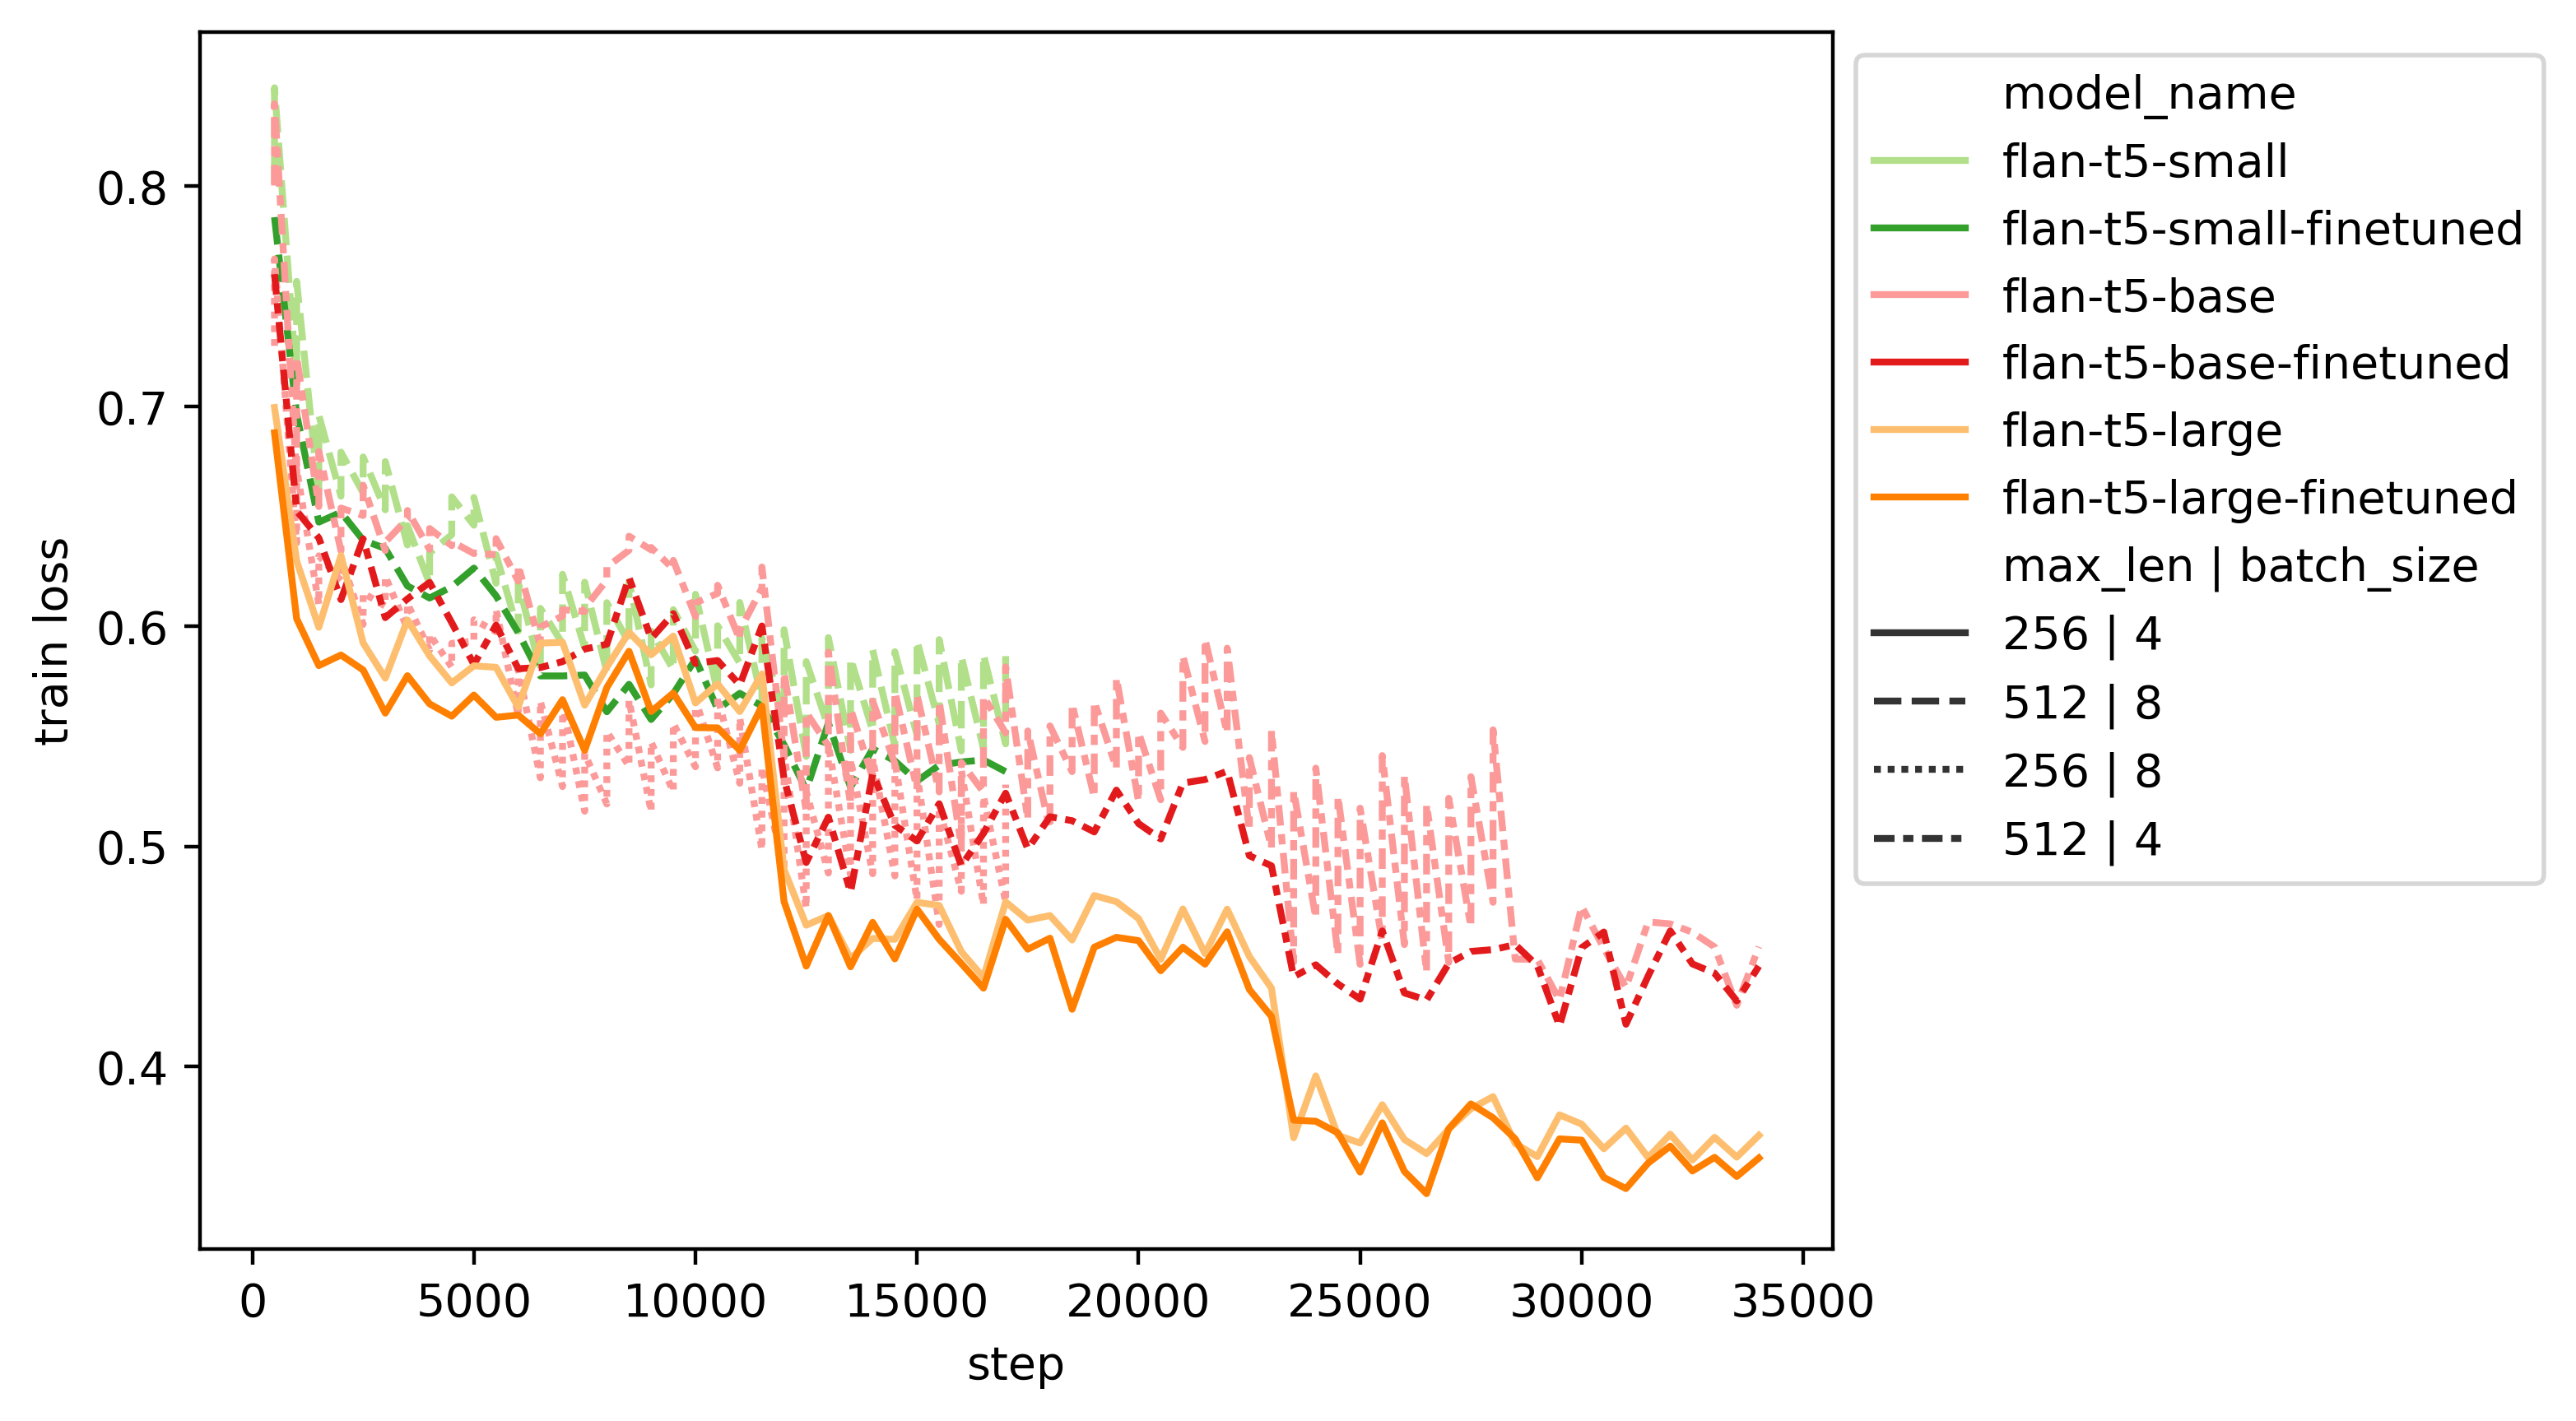 train loss
0.8
0.7
0.6
0.5
0.4
0
5000
10000
15000
20000
25000
30000
35000
step
model_name
flan-t5-small
flan-t5-small-finetuned
flan-t5-base
flan-t5-base-finetuned
flan-t5-large
flan-t5-large-finetuned
max_len | batch_size
256 | 4
512 | 8
256 | 8
512 | 4